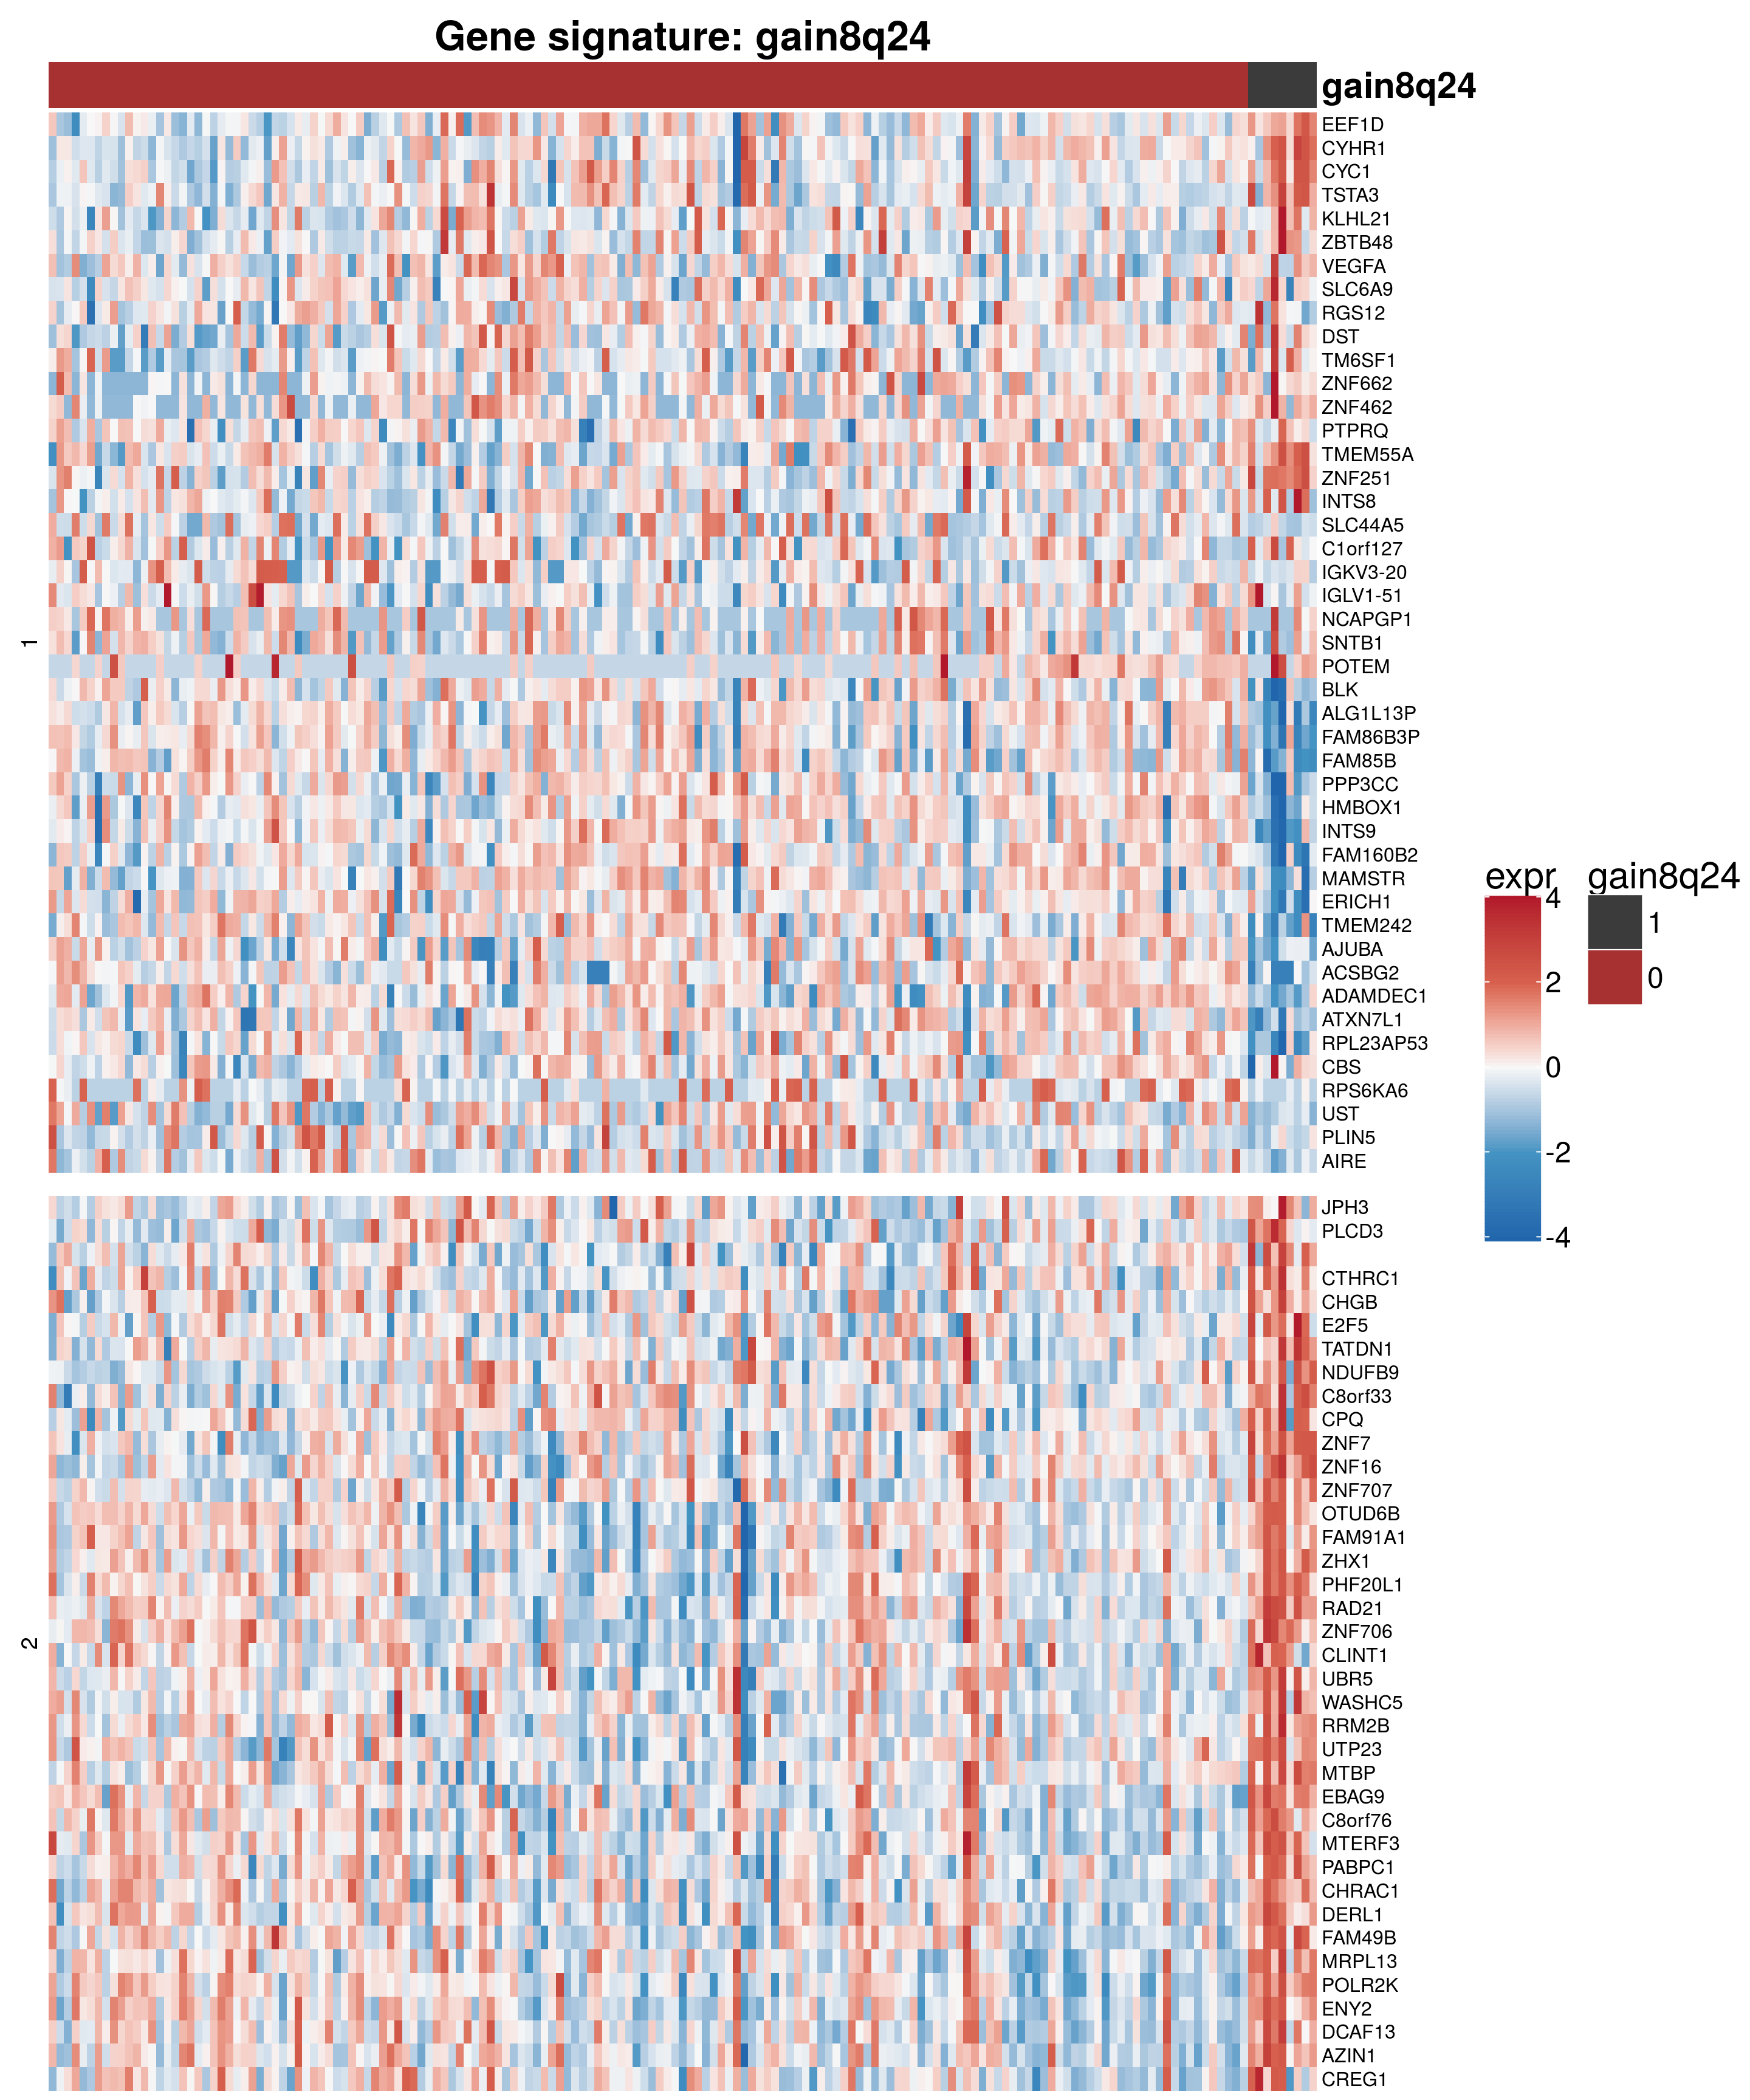 Gene signature: gain8q24
gain8q24
EEF1D
CYHR1
CYC1
TSTA3
KLHL21
ZBTB48
VEGFA
SLC6A9
RGS12
DST
TM6SF1
ZNF662
ZNF462
PTPRQ
TMEM55A
ZNF251
INTS8
SLC44A5
C1orf127
IGKV3-20
IGLV1-51
NCAPGP1
SNTB1
POTEM
BLK
ALG1L13P
FAM86B3P
FAM85B
PPP3CC
HMBOX1
INTS9
FAM160B2
MAMSTR
ERICH1
TMEM242
AJUBA
ACSBG2
ADAMDEC1
ATXN7L1
RPL23AP53
CBS
RPS6KA6
UST
PLIN5
AIRE
1
JPH3
PLCD3
CTHRC1
CHGB
E2F5
TATDN1
NDUFB9
C8orf33
CPQ
ZNF7
ZNF16
ZNF707
OTUD6B
FAM91A1
ZHX1
PHF20L1
RAD21
ZNF706
CLINT1
UBR5
WASHC5
RRM2B
UTP23
MTBP
EBAG9
C8orf76
MTERF3
PABPC1
CHRAC1
DERL1
FAM49B
MRPL13
POLR2K
ENY2
DCAF13
AZIN1
CREG1
2
expr
4
2
0
-2
-4
gain8q24
1
0